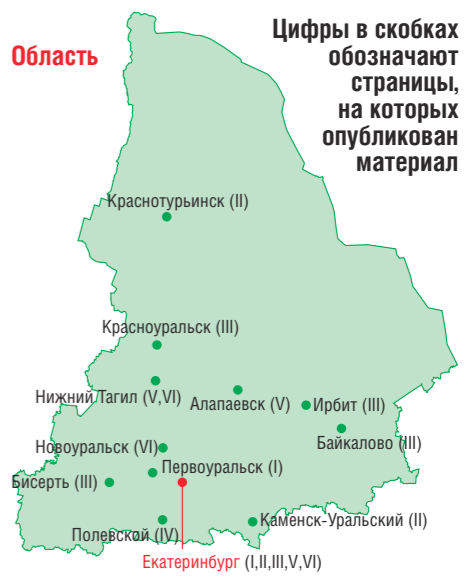 Область
Цифры в скобках
обозначают
страницы,
на которых
опубликован
материал
Краснотурьинск (II)
Красноуральск (III)
Нижний Тагил (V,VI)
Алапаевск (V)
Ирбит (III)
Байкалово (III)
Новоуральск (VI)
Первоуральск (I)
Бисерть (III)
Полевской (IV)
Каменск-Уральский (II)
Екатеринбург (I,II,III,V,VI)